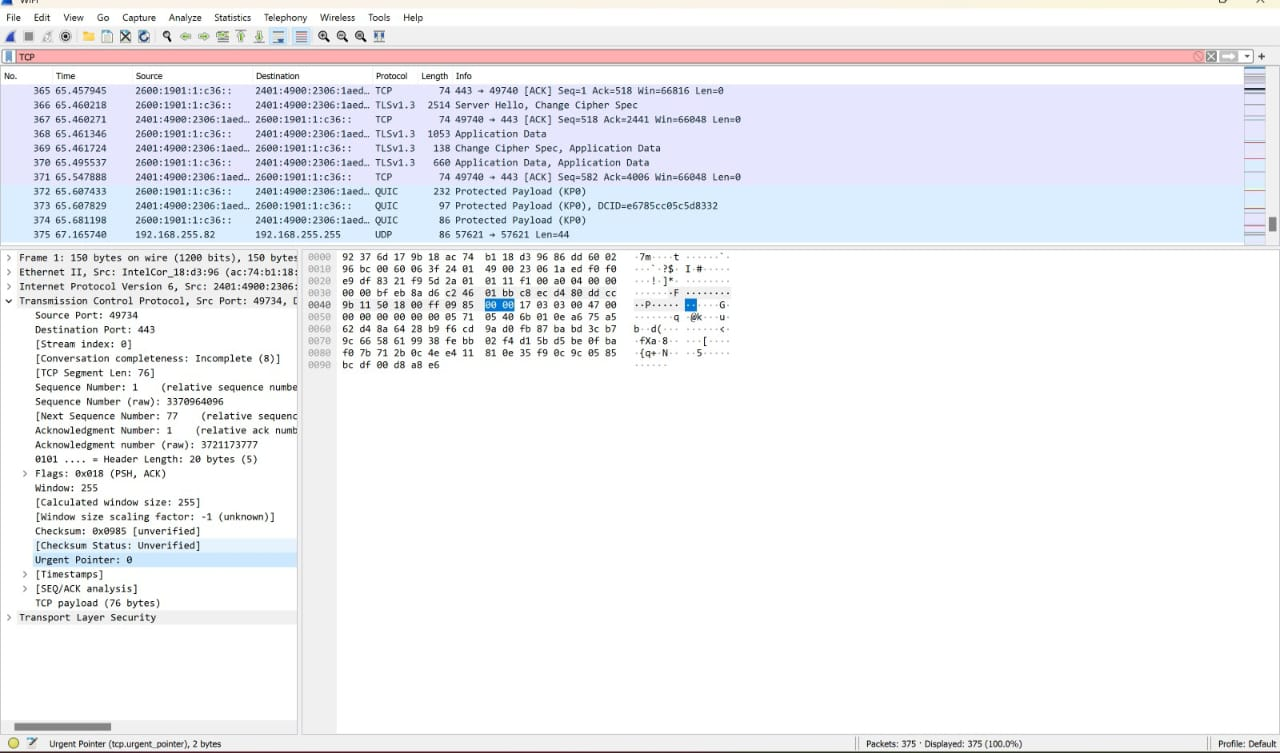 File Edit View Go Capture Analyze Statistics Telephony Wireless Tools Help
TCP
No. Time Source Destination Protocol Length Info
365 65.457945 2600:1901:1:c36:: 2401:4900:2306:1aed… TCP 74 443 → 49740 [ACK] Seq=1 Ack=518 Win=66816 Len=0
366 65.460218 2600:1901:1:c36:: 2401:4900:2306:1aed… TLSv1.3 2514 Server Hello, Change Cipher Spec
367 65.460271 2401:4900:2306:1aed… 2600:1901:1:c36:: TCP 74 49740 → 443 [ACK] Seq=518 Ack=2441 Win=66048 Len=0
368 65.461346 2600:1901:1:c36:: 2401:4900:2306:1aed… TLSv1.3 1053 Application Data
369 65.461724 2401:4900:2306:1aed… 2600:1901:1:c36:: TLSv1.3 138 Change Cipher Spec, Application Data
370 65.495537 2600:1901:1:c36:: 2401:4900:2306:1aed… TLSv1.3 660 Application Data, Application Data
371 65.547888 2401:4900:2306:1aed… 2600:1901:1:c36:: TCP 74 49740 → 443 [ACK] Seq=582 Ack=4006 Win=66048 Len=0
372 65.607433 2600:1901:1:c36:: 2401:4900:2306:1aed… QUIC 232 Protected Payload (KP0)
373 65.607829 2401:4900:2306:1aed… 2600:1901:1:c36:: QUIC 97 Protected Payload (KP0), DCID=e6785cc05c5d8332
374 65.681198 2600:1901:1:c36:: 2401:4900:2306:1aed… QUIC 86 Protected Payload (KP0)
375 67.165740 192.168.255.82 192.168.255.255 UDP 86 57621 → 57621 Len=44
Frame 1: 150 bytes on wire (1200 bits), 150 bytes
Ethernet II, Src: IntelCor_18:d3:96 (ac:74:b1:18:
Internet Protocol Version 6, Src: 2401:4900:2306:
Transmission Control Protocol, Src Port: 49734, D
Source Port: 49734
Destination Port: 443
[Stream index: 0]
[Conversation completeness: Incomplete (8)]
[TCP Segment Len: 76]
Sequence Number: 1 (relative sequence numbe
Sequence Number (raw): 3370964096
[Next Sequence Number: 77 (relative sequenc
Acknowledgment Number: 1 (relative ack numb
Acknowledgment number (raw): 3721173777
0101 .... = Header Length: 20 bytes (5)
Flags: 0x018 (PSH, ACK)
Window: 255
[Calculated window size: 255]
[Window size scaling factor: -1 (unknown)]
Checksum: 0x0985 [unverified]
[Checksum Status: Unverified]
Urgent Pointer: 0
[Timestamps]
[SEQ/ACK analysis]
TCP payload (76 bytes)
Transport Layer Security
0000 92 37 6d 17 9b 18 ac 74 b1 18 d3 96 86 dd 60 02 ·7m····t ······`·
0010 96 bc 00 60 06 3f 24 01 49 00 23 06 1a ed f0 f0 ···`·?$· I·#·····
0020 e9 df 83 21 f9 5d 2a 01 01 11 f1 00 a0 04 00 00 ···!·]*· ········
0030 00 00 bf eb 8a d6 c2 46 01 bb c8 ec d4 80 dd cc ·······F ········
0040 9b 11 50 18 00 ff 09 85 00 00 17 03 03 00 47 00 ··P····· ······G·
0050 00 00 00 00 00 00 05 71 05 40 6b 01 0e a6 75 a5 ·······q ·@k···u·
0060 62 d4 8a 64 28 b9 f6 cd 9a d0 fb 87 ba bd 3c b7 b··d(··· ······<·
0070 9c 66 58 61 99 38 fe bb 02 f4 d1 5b d5 be 0f ba ·fXa·8·· ···[····
0080 f0 7b 71 2b 0c 4e e4 11 81 0e 35 f9 0c 9c 05 85 ·{q+·N·· ··5·····
0090 bc df 00 d8 a8 e6 ······
Urgent Pointer (tcp.urgent_pointer), 2 bytes
Packets: 375 · Displayed: 375 (100.0%)
Profile: Default